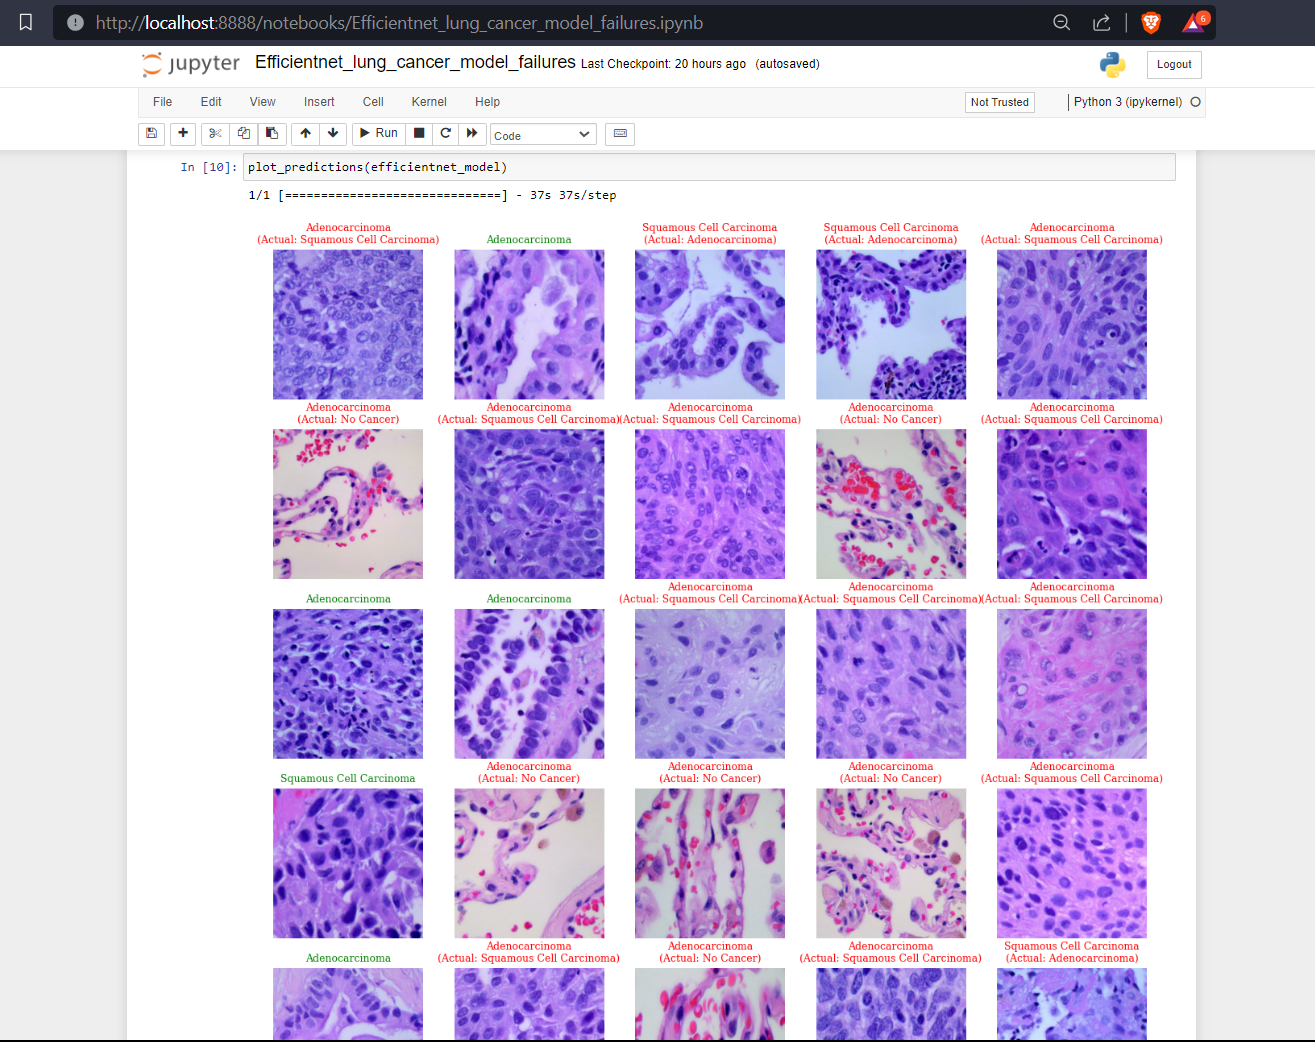 http://localhost:8888/notebooks/Efficientnet_lung_cancer_model_failures.ipynb
6
jupyter Efficientnet_lung_cancer_model_failures Last Checkpoint: 20 hours ago (autosaved)
Logout
File Edit View Insert Cell Kernel Help
Not Trusted
Python 3 (ipykernel)
Run
Code
In [10]: plot_predictions(efficientnet_model)
1/1 [==============================] - 37s 37s/step
Adenocarcinoma
(Actual: Squamous Cell Carcinoma)
Adenocarcinoma
Squamous Cell Carcinoma
(Actual: Adenocarcinoma)
Squamous Cell Carcinoma
(Actual: Adenocarcinoma)
Adenocarcinoma
(Actual: Squamous Cell Carcinoma)
Adenocarcinoma
(Actual: No Cancer)
Adenocarcinoma
(Actual: Squamous Cell Carcinoma)
Adenocarcinoma
(Actual: Squamous Cell Carcinoma)
Adenocarcinoma
(Actual: No Cancer)
Adenocarcinoma
(Actual: Squamous Cell Carcinoma)
Adenocarcinoma
Adenocarcinoma
Adenocarcinoma
(Actual: Squamous Cell Carcinoma)
Adenocarcinoma
(Actual: Squamous Cell Carcinoma)
Adenocarcinoma
(Actual: Squamous Cell Carcinoma)
Squamous Cell Carcinoma
Adenocarcinoma
(Actual: No Cancer)
Adenocarcinoma
(Actual: No Cancer)
Adenocarcinoma
(Actual: No Cancer)
Adenocarcinoma
(Actual: Squamous Cell Carcinoma)
Adenocarcinoma
Adenocarcinoma
(Actual: Squamous Cell Carcinoma)
Adenocarcinoma
(Actual: No Cancer)
Adenocarcinoma
(Actual: Squamous Cell Carcinoma)
Squamous Cell Carcinoma
(Actual: Adenocarcinoma)